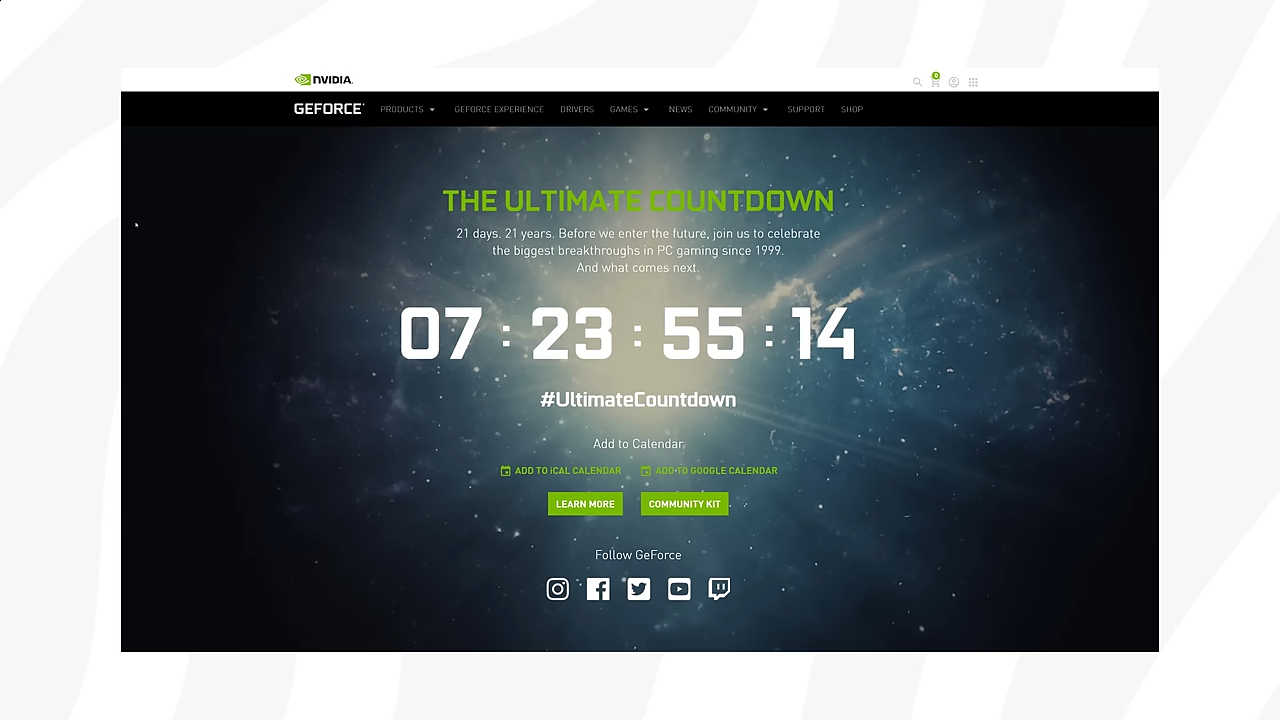 NVIDIA.
0
GEFORCE
PRODUCTS
GEFORCE EXPERIENCE
DRIVERS
GAMES
NEWS
COMMUNITY
SUPPORT
SHOP
THE ULTIMATE COUNTDOWN
21 days. 21 years. Before we enter the future, join us to celebrate
the biggest breakthroughs in PC gaming since 1999.
And what comes next.
07 : 23 : 55 : 14
#UltimateCountdown
Add to Calendar
ADD TO iCAL CALENDAR
ADD TO GOOGLE CALENDAR
LEARN MORE
COMMUNITY KIT
Follow GeForce